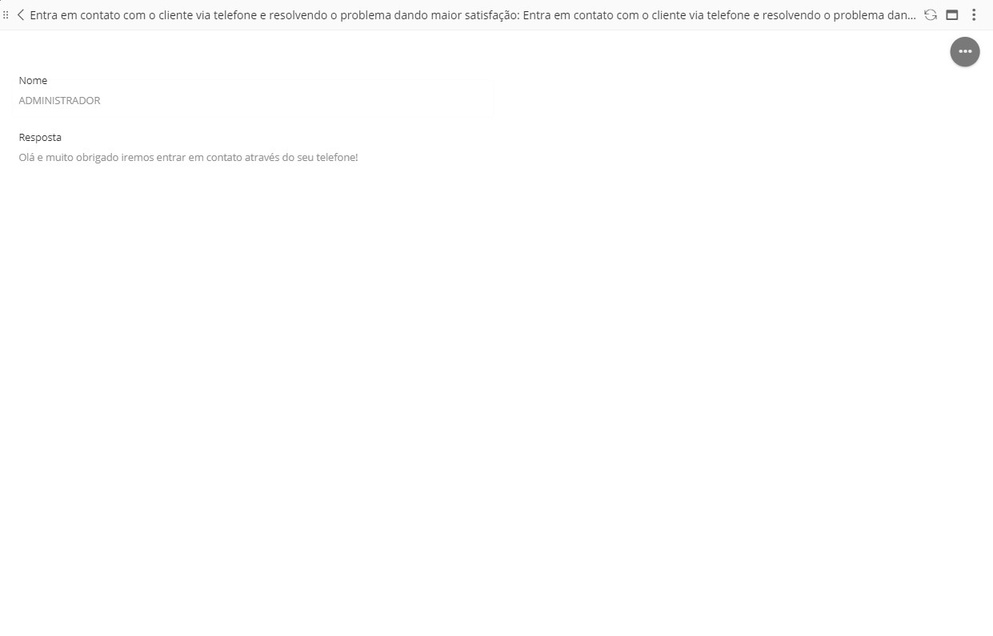 Entra em contato com o cliente via telefone e resolvendo o problema dando maior satisfação: Entra em contato com o cliente via telefone e resolvendo o problema dan...
Nome
ADMINISTRADOR
Resposta
Olá e muito obrigado iremos entrar em contato através do seu telefone!